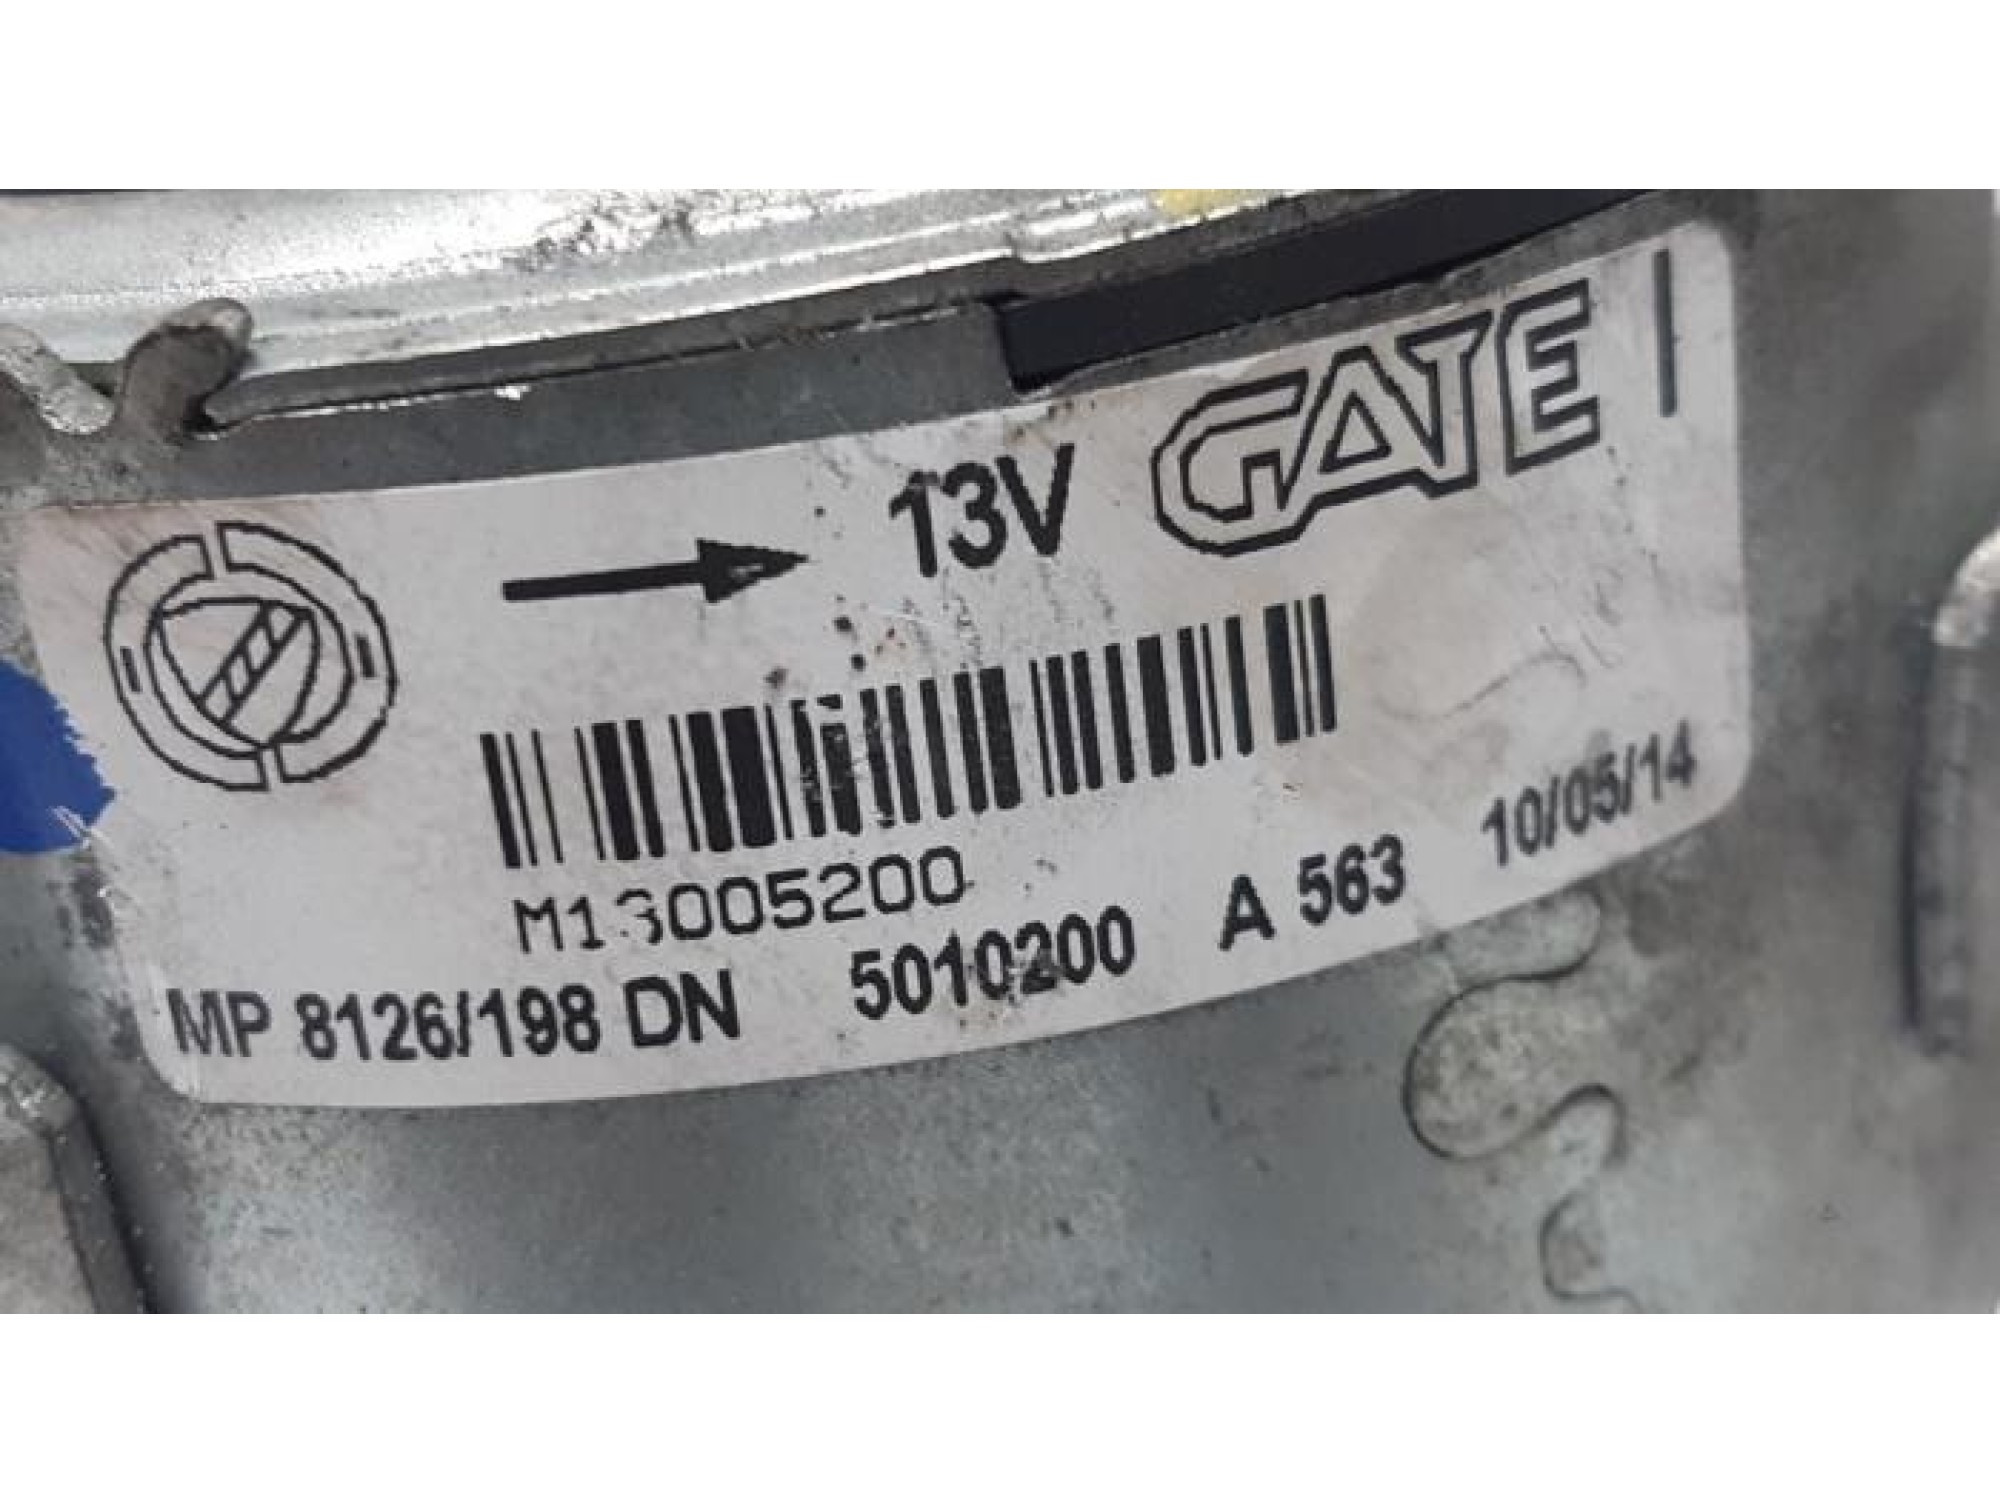 13V GATE
M13005200
MP 8126/198 DN 5010200 A 563 10/05/14